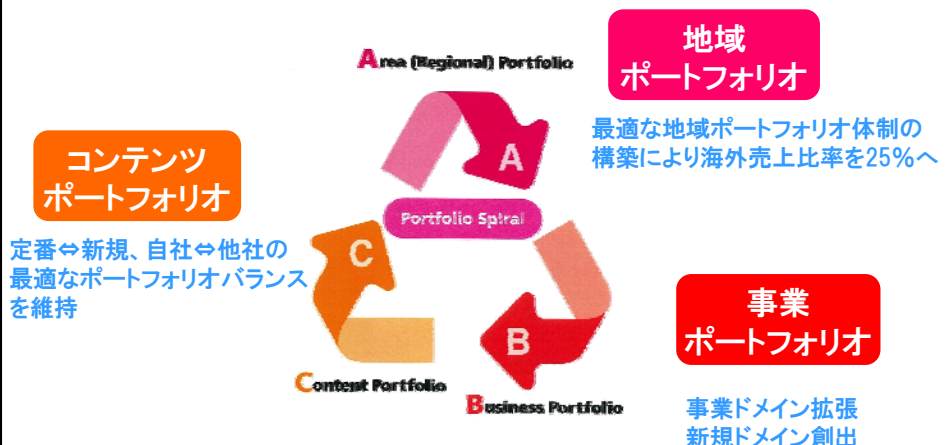 Area (Regional) Portfolio
地域
ポートフォリオ
最適な地域ポートフォリオ体制の
構築により海外売上比率を25%へ
A
コンテンツ
ポートフォリオ
定番⇔新規、自社⇔他社の
最適なポートフォリオバランス
を維持
Portfolio Spiral
C
B
事業
ポートフォリオ
Content Portfolio
Business Portfolio
事業ドメイン拡張
新規ドメイン創出